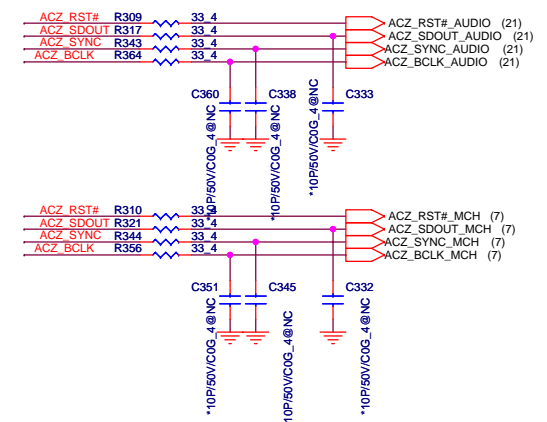 ACZ_RST# R309 33_4 ACZ_RST#_AUDIO (21)
ACZ_SDOUT R317 33_4 ACZ_SDOUT_AUDIO (21)
ACZ_SYNC R343 33_4 ACZ_SYNC_AUDIO (21)
ACZ_BCLK R364 33_4 ACZ_BCLK_AUDIO (21)
C360 C338 C333
*10P/50V/C0G_4@NC
*10P/50V/C0G_4@NC
*10P/50V/C0G_4@NC
ACZ_RST# R310 33_4 ACZ_RST#_MCH (7)
ACZ_SDOUT R321 33_4 ACZ_SDOUT_MCH (7)
ACZ_SYNC R344 33_4 ACZ_SYNC_MCH (7)
ACZ_BCLK R356 33_4 ACZ_BCLK_MCH (7)
C351 C345 C332
*10P/50V/C0G_4@NC
10P/50V/C0G_4@NC
*10P/50V/C0G_4@NC